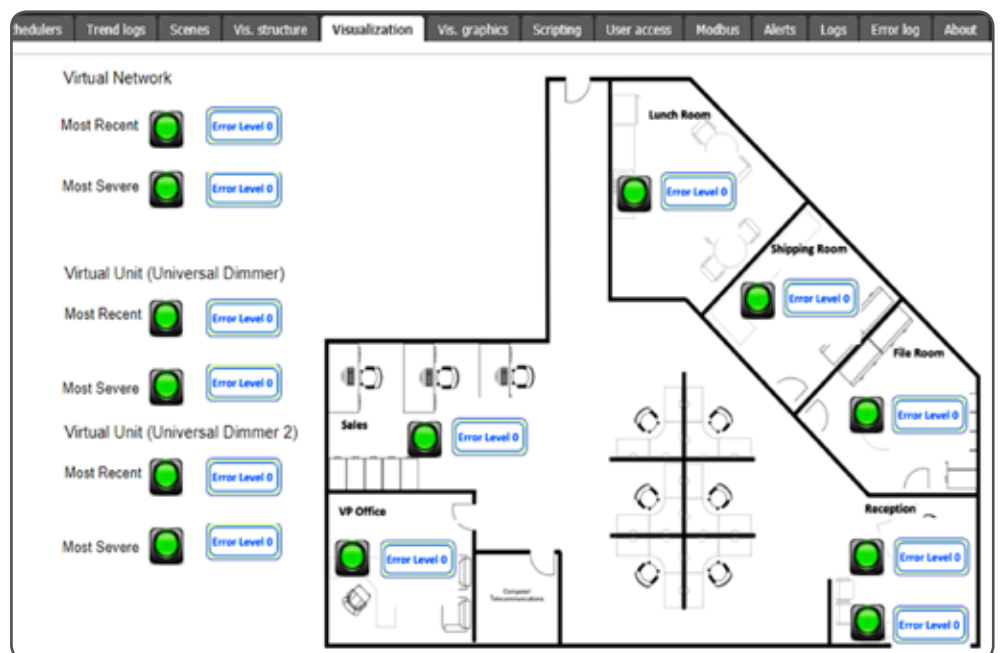 hedulers Trend logs Scenes Vis. structure Visualization Vis. graphics Scripting User access Modbus Alerts Logs Error log About
Virtual Network
Most Recent Error Level 0
Most Severe Error Level 0
Virtual Unit (Universal Dimmer)
Most Recent Error Level 0
Most Severe Error Level 0
Virtual Unit (Universal Dimmer 2)
Most Recent Error Level 0
Most Severe Error Level 0
Lunch Room
Error Level 0
Shipping Room
Error Level 0
File Room
Error Level 0
Sales
Error Level 0
VP Office
Error Level 0
Computer/
Telecommunications
Reception
Error Level 0
Error Level 0